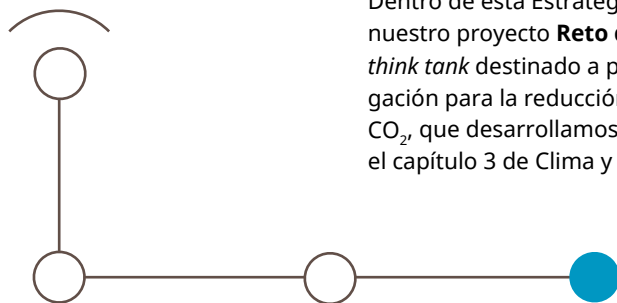 Dentro de esta Estrateg
nuestro proyecto Reto
think tank destinado a p
gación para la reducción
CO₂, que desarrollamos
el capítulo 3 de Clima y